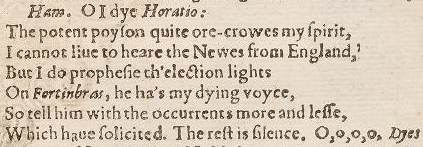 Ham. O I dye Horatio:
The potent poyſon quite ore-crowes my ſpirit,
I cannot liue to heare the Newes from England,
But I do propheſie th'election lights
On Fortinbras, he ha's my dying voyce,
So tell him with the occurrents more and leſſe,
Which haue ſolicited. The reſt is ſilence. O,o,o,o. Dyes